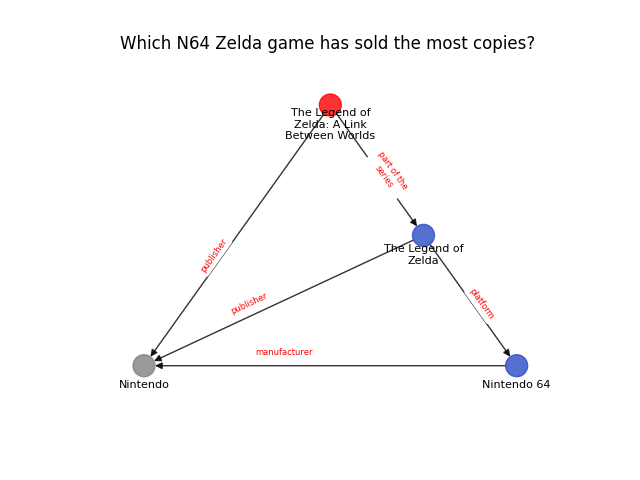 Which N64 Zelda game has sold the most copies?
The Legend of
Zelda: A Link
Between Worlds
part of the
series
The Legend of
Zelda
publisher
publisher
platform
manufacturer
Nintendo
Nintendo 64